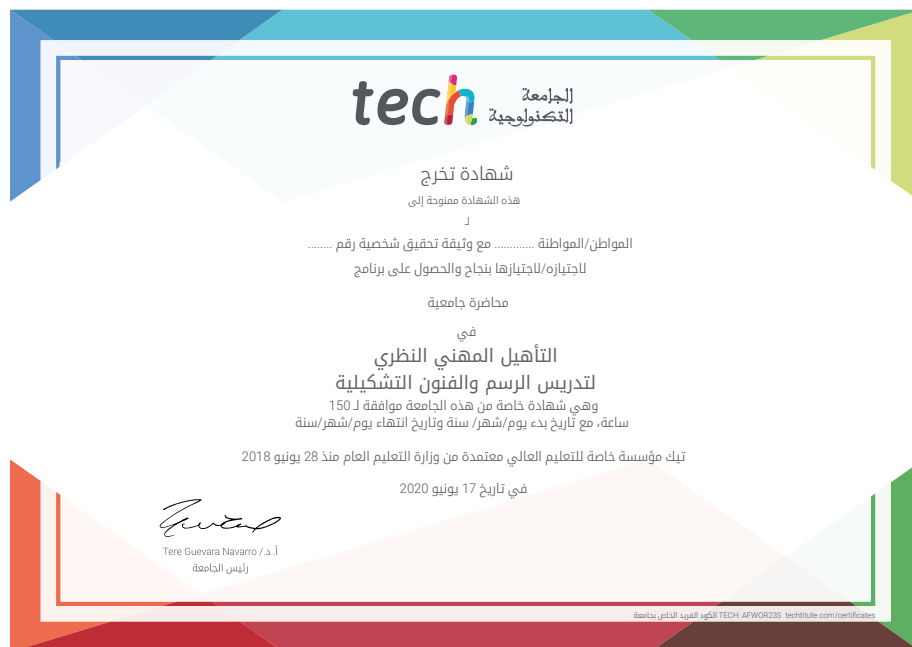 tech الجامعة
التكنولوجية
شهادة تخرج
هذه الشهادة ممنوحة إلى
لـ
المواطن/المواطنة ............ مع وثيقة تحقيق شخصية رقم ........
لاجتيازه/لاجتيازها بنجاح والحصول على برنامج
محاضرة جامعية
في
التأهيل المهني النظري
لتدريس الرسم والفنون التشكيلية
وهي شهادة خاصة من هذه الجامعة موافقة لـ 150
ساعة، مع تاريخ بدء يوم/شهر/ سنة وتاريخ انتهاء يوم/شهر/سنة
تيك مؤسسة خاصة للتعليم العالي معتمدة من وزارة التعليم العام منذ 28 يونيو 2018
في تاريخ 17 يونيو 2020
أ. د./ Tere Guevara Navarro
رئيس الجامعة
الكود الفريد الخاص بجامعة TECH: AFWOR23S techtitute.com/certificates